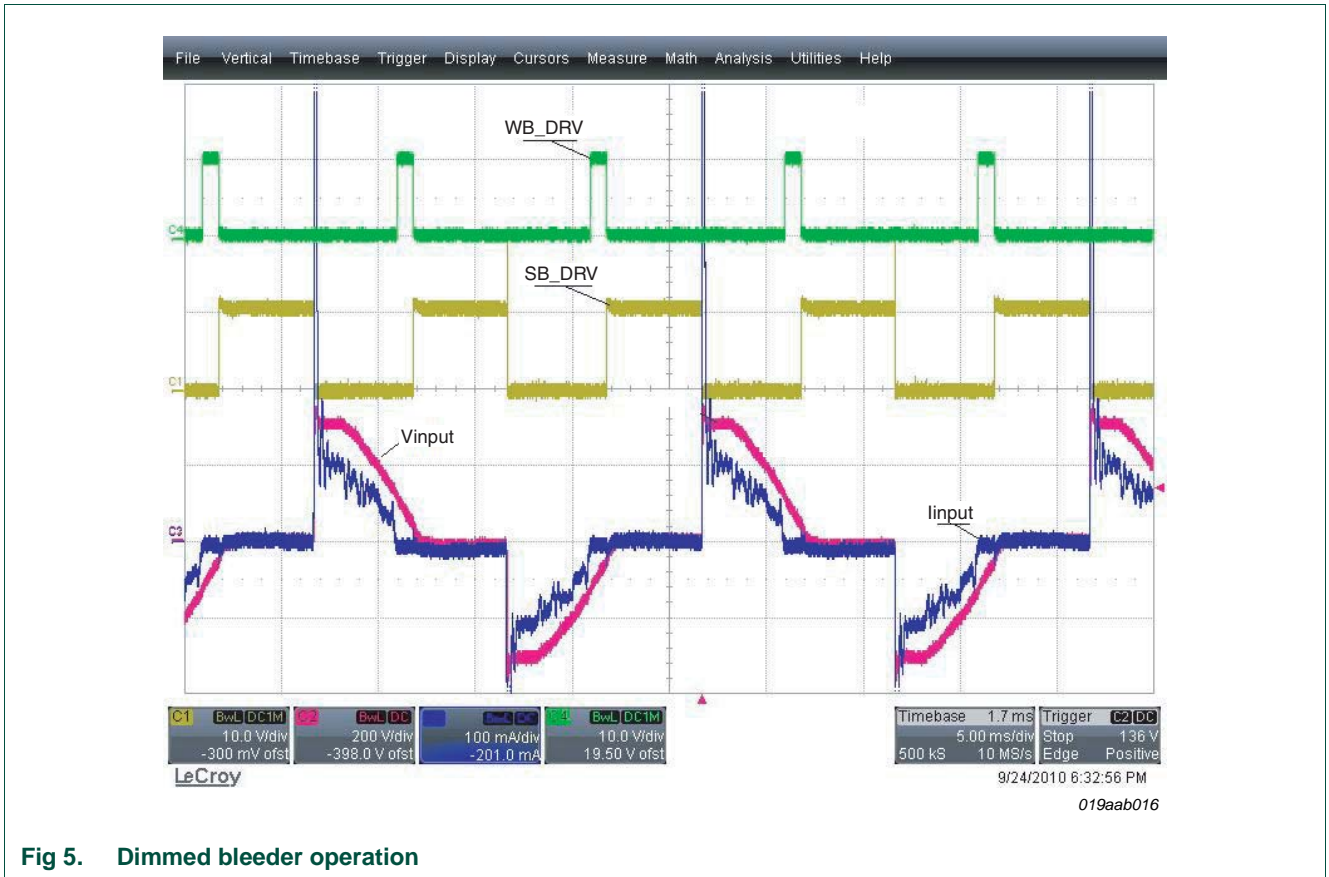 File Vertical Timebase Trigger Display Cursors Measure Math Analysis Utilities Help
WB_DRV
C4
SB_DRV
C1
Vinput
Iinput
C3
C1 BwL DC1M
10.0 V/div
-300 mV ofst
C2 BwL DC
200 V/div
-398.0 V ofst
BwL DC
100 mA/div
-201.0 mA
C4 BwL DC1M
10.0 V/div
19.50 V ofst
Timebase 1.7 ms
5.00 ms/div
500 kS 10 MS/s
Trigger C2 DC
Stop 136 V
Edge Positive
LeCroy
9/24/2010 6:32:56 PM
019aab016
Fig 5. Dimmed bleeder operation